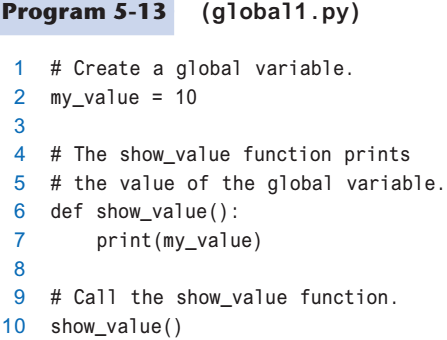 Program 5-13 (global1.py)
1 # Create a global variable.
2 my_value = 10
3
4 # The show_value function prints
5 # the value of the global variable.
6 def show_value():
7     print(my_value)
8
9 # Call the show_value function.
10 show_value()